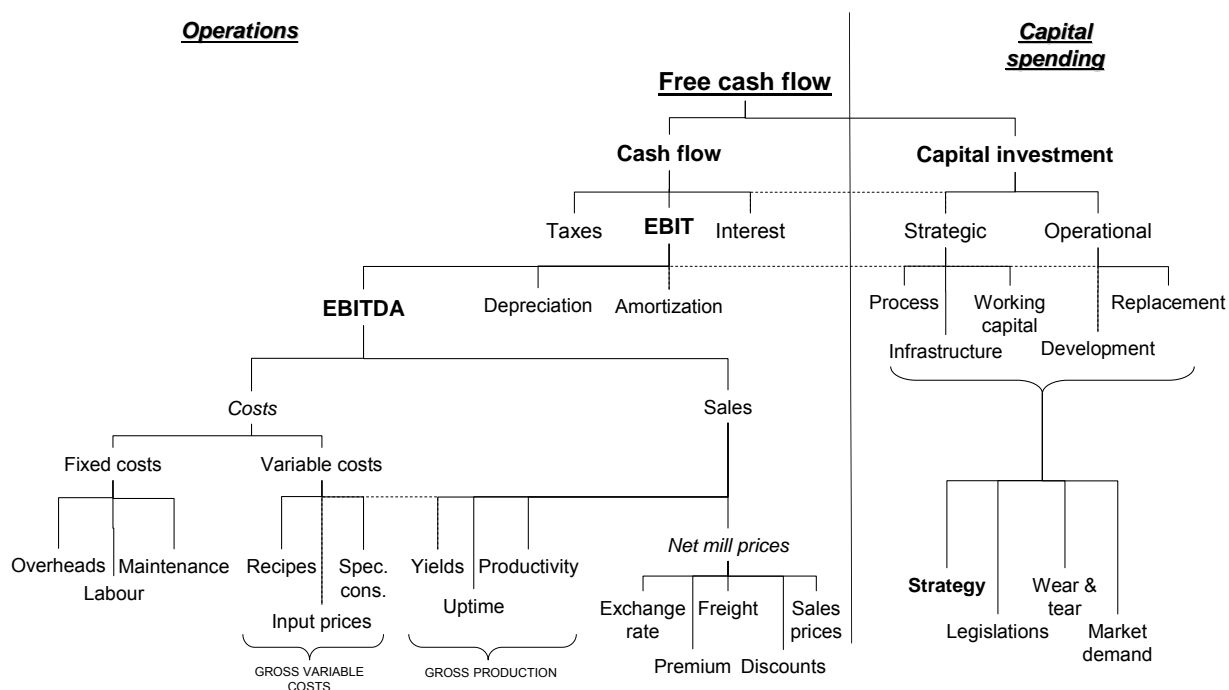 Operations
Capital
spending
Free cash flow
Cash flow
Capital investment
Taxes
EBIT
Interest
Strategic
Operational
EBITDA
Depreciation
Amortization
Process
Working
capital
Replacement
Infrastructure
Development
Costs
Sales
Fixed costs
Variable costs
Overheads
Maintenance
Labour
Recipes
Spec.
cons.
Input prices
Yields
Productivity
Uptime
Net mill prices
Exchange
rate
Freight
Sales
prices
Premium
Discounts
Strategy
Wear &
tear
Legislations
Market
demand
GROSS VARIABLE
COSTS
GROSS PRODUCTION